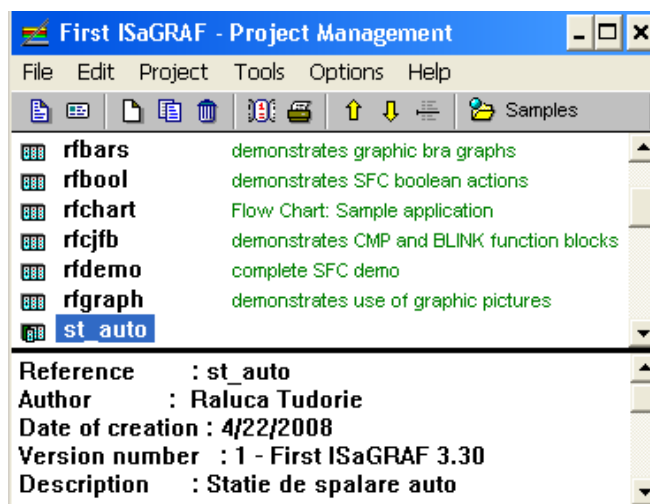 First ISaGRAF - Project Management
File Edit Project Tools Options Help
Samples
rfbars demonstrates graphic bra graphs
rfbool demonstrates SFC boolean actions
rfchart Flow Chart: Sample application
rfcjfb demonstrates CMP and BLINK function blocks
rfdemo complete SFC demo
rfgraph demonstrates use of graphic pictures
st_auto
Reference : st_auto
Author : Raluca Tudorie
Date of creation : 4/22/2008
Version number : 1 - First ISaGRAF 3.30
Description : Statie de spalare auto